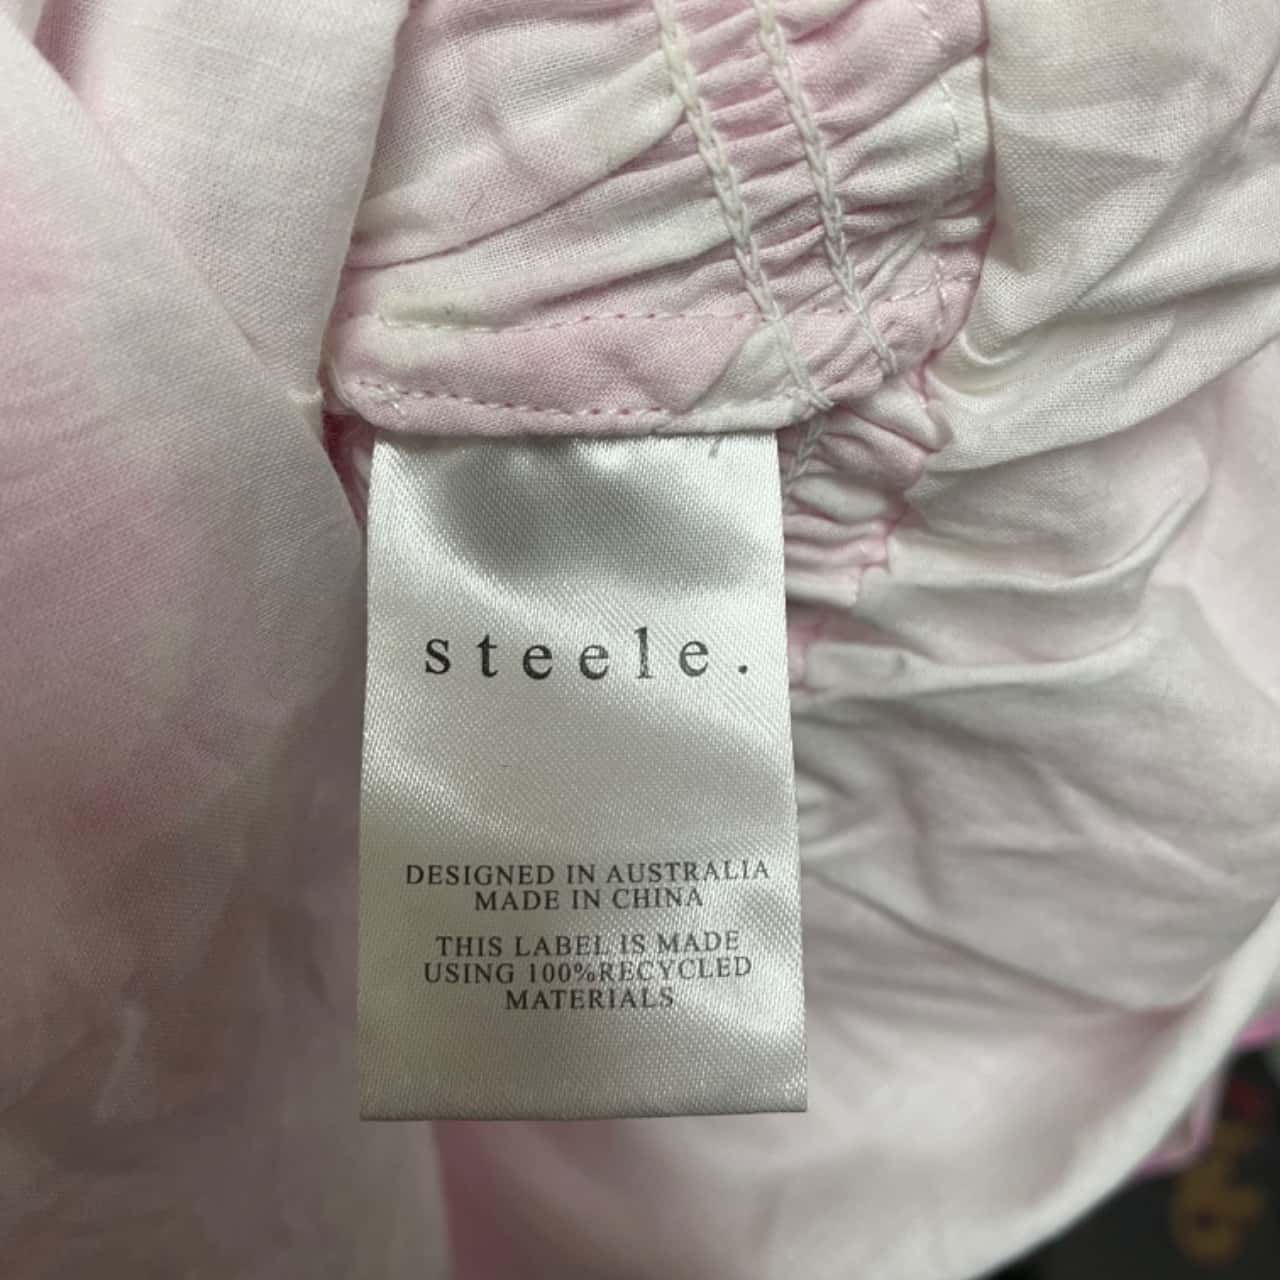 steele.
DESIGNED IN AUSTRALIA
MADE IN CHINA
THIS LABEL IS MADE
USING 100%RECYCLED
MATERIALS